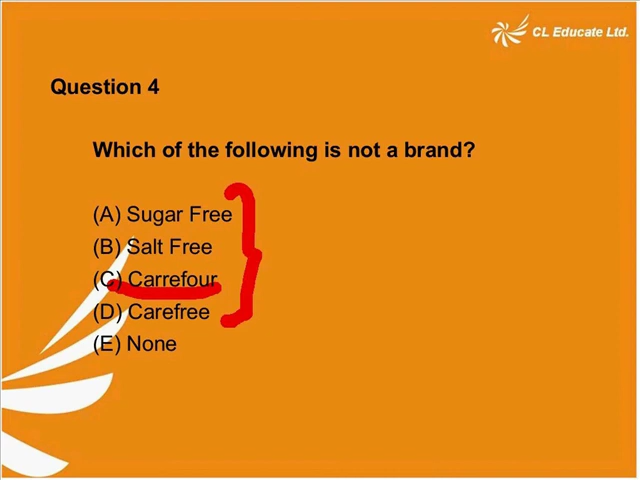 CL Educate Ltd.
Question 4
Which of the following is not a brand?
(A) Sugar Free
(B) Salt Free
(C) Carrefour
(D) Carefree
(E) None